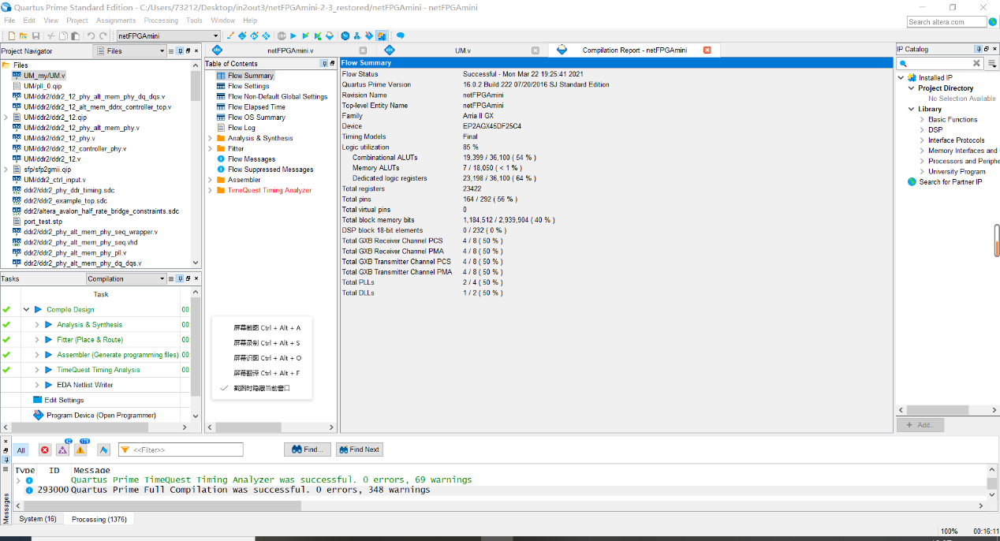 Quartus Prime Standard Edition - C:/Users/73212/Desktop/in2out3/netFPGAmini-2-3_restored/netFPGAmini - netFPGAmini
File Edit View Project Assignments Processing Tools Window Help
Search altera.com
netFPGAmini
Project Navigator
Files
netFPGAmini.v
UM.v
Compilation Report - netFPGAmini
IP Catalog
Files
UM_my/UM.v
UM/pll_0.qip
UM/ddr2/ddr2_12_phy_alt_mem_phy_dq_dqs.v
UM/ddr2/ddr2_12_alt_mem_ddrx_controller_top.v
UM/ddr2/ddr2_12.qip
UM/ddr2/ddr2_12_phy_alt_mem_phy.v
UM/ddr2/ddr2_12_phy.v
UM/ddr2/ddr2_12_controller_phy.v
UM/ddr2/ddr2_12.v
sfp/sfp2gmii.qip
UM/ddr2_ctrl_input.v
ddr2/ddr2_phy_ddr_timing.sdc
ddr2/ddr2_example_top.sdc
ddr2/altera_avalon_half_rate_bridge_constraints.sdc
port_test.stp
ddr2/ddr2_phy_alt_mem_phy_seq_wrapper.v
ddr2/ddr2_phy_alt_mem_phy_seq.vhd
ddr2/ddr2_phy_alt_mem_phy_pll.v
ddr2/ddr2_phy_alt_mem_phy_dq_dqs.v
Table of Contents
Flow Summary
Flow Settings
Flow Non-Default Global Settings
Flow Elapsed Time
Flow OS Summary
Flow Log
Analysis & Synthesis
Fitter
Flow Messages
Flow Suppressed Messages
Assembler
TimeQuest Timing Analyzer
屏幕截图 Ctrl + Alt + A
屏幕录制 Ctrl + Alt + S
屏幕识图 Ctrl + Alt + O
屏幕翻译 Ctrl + Alt + F
截图时隐藏当前窗口
Flow Summary
Flow Status Successful - Mon Mar 22 19:25:41 2021
Quartus Prime Version 16.0.2 Build 222 07/20/2016 SJ Standard Edition
Revision Name netFPGAmini
Top-level Entity Name netFPGAmini
Family Arria II GX
Device EP2AGX45DF25C4
Timing Models Final
Logic utilization 85 %
Combinational ALUTs 19,399 / 36,100 ( 54 % )
Memory ALUTs 7 / 18,050 ( < 1 % )
Dedicated logic registers 23,198 / 36,100 ( 64 % )
Total registers 23422
Total pins 164 / 292 ( 56 % )
Total virtual pins 0
Total block memory bits 1,184,512 / 2,939,904 ( 40 % )
DSP block 18-bit elements 0 / 232 ( 0 % )
Total GXB Receiver Channel PCS 4 / 8 ( 50 % )
Total GXB Receiver Channel PMA 4 / 8 ( 50 % )
Total GXB Transmitter Channel PCS 4 / 8 ( 50 % )
Total GXB Transmitter Channel PMA 4 / 8 ( 50 % )
Total PLLs 2 / 4 ( 50 % )
Total DLLs 1 / 2 ( 50 % )
Installed IP
Project Directory
No Selection Available
Library
Basic Functions
DSP
Interface Protocols
Memory Interfaces and
Processors and Periphe
University Program
Search for Partner IP
+ Add...
Tasks
Compilation
Task
Compile Design 00:
Analysis & Synthesis 00:
Fitter (Place & Route) 00:
Assembler (Generate programming files) 00:
TimeQuest Timing Analysis 00:
EDA Netlist Writer
Edit Settings
Program Device (Open Programmer)
All
42
179
<<Filter>>
Find...
Find Next
Type ID Message
Quartus Prime TimeQuest Timing Analyzer was successful. 0 errors, 69 warnings
293000 Quartus Prime Full Compilation was successful. 0 errors, 348 warnings
Messages
System (16)
Processing (1376)
100% 00:16:11